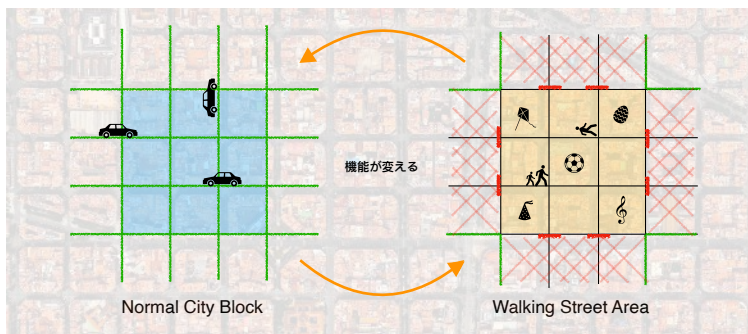 機能が変える
Normal City Block
Walking Street Area